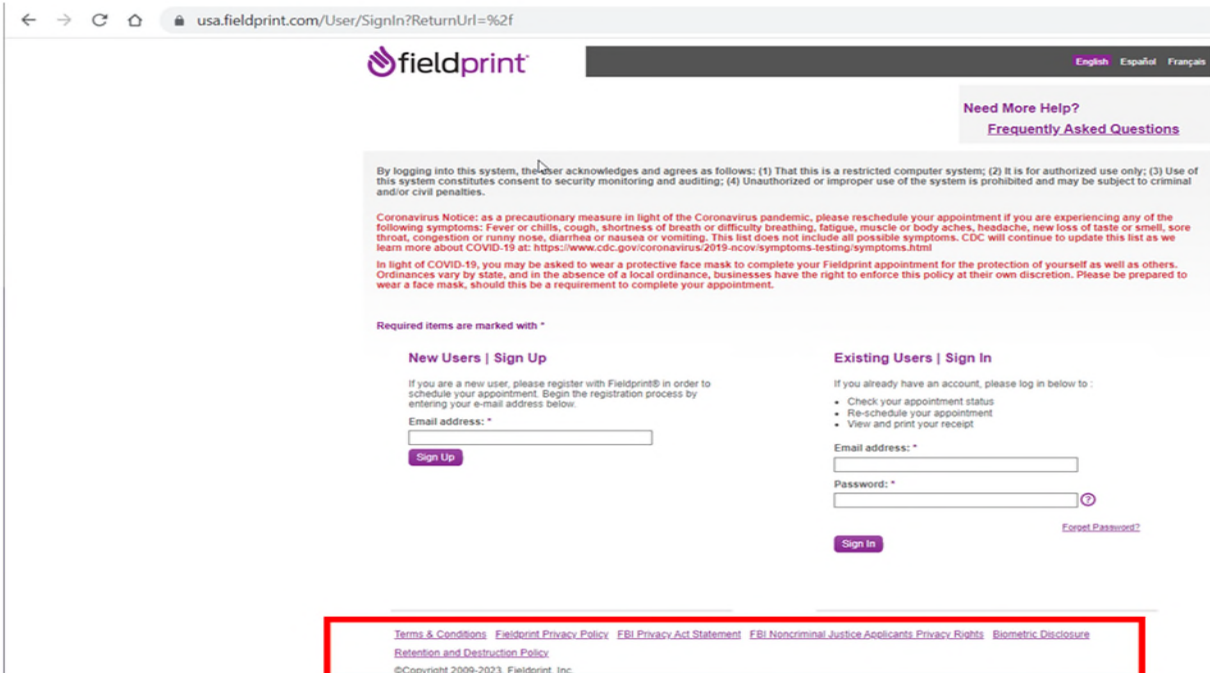 usa.fieldprint.com/User/SignIn?ReturnUrl=%2f
fieldprint
English Español Français
Need More Help?
Frequently Asked Questions
By logging into this system, the user acknowledges and agrees as follows: (1) That this is a restricted computer system; (2) It is for authorized use only; (3) Use of
this system constitutes consent to security monitoring and auditing; (4) Unauthorized or improper use of the system is prohibited and may be subject to criminal
and/or civil penalties.
Coronavirus Notice: as a precautionary measure in light of the Coronavirus pandemic, please reschedule your appointment if you are experiencing any of the
following symptoms: Fever or chills, cough, shortness of breath or difficulty breathing, fatigue, muscle or body aches, headache, new loss of taste or smell, sore
throat, congestion or runny nose, diarrhea or nausea or vomiting. This list does not include all possible symptoms. CDC will continue to update this list as we
learn more about COVID-19 at: https://www.cdc.gov/coronavirus/2019-ncov/symptoms-testing/symptoms.html
In light of COVID-19, you may be asked to wear a protective face mask to complete your Fieldprint appointment for the protection of yourself as well as others.
Ordinances vary by state, and in the absence of a local ordinance, businesses have the right to enforce this policy at their own discretion. Please be prepared to
wear a face mask, should this be a requirement to complete your appointment.
Required items are marked with *
New Users | Sign Up
If you are a new user, please register with Fieldprint® in order to
schedule your appointment. Begin the registration process by
entering your e-mail address below.
Email address: *
Sign Up
Existing Users | Sign In
If you already have an account, please log in below to :
• Check your appointment status
• Re-schedule your appointment
• View and print your receipt
Email address: *
Password: *
?
Forget Password?
Sign In
Terms & Conditions Fieldprint Privacy Policy FBI Privacy Act Statement FBI Noncriminal Justice Applicants Privacy Rights Biometric Disclosure
Retention and Destruction Policy
©Copyright 2009-2023, Fieldprint, Inc.